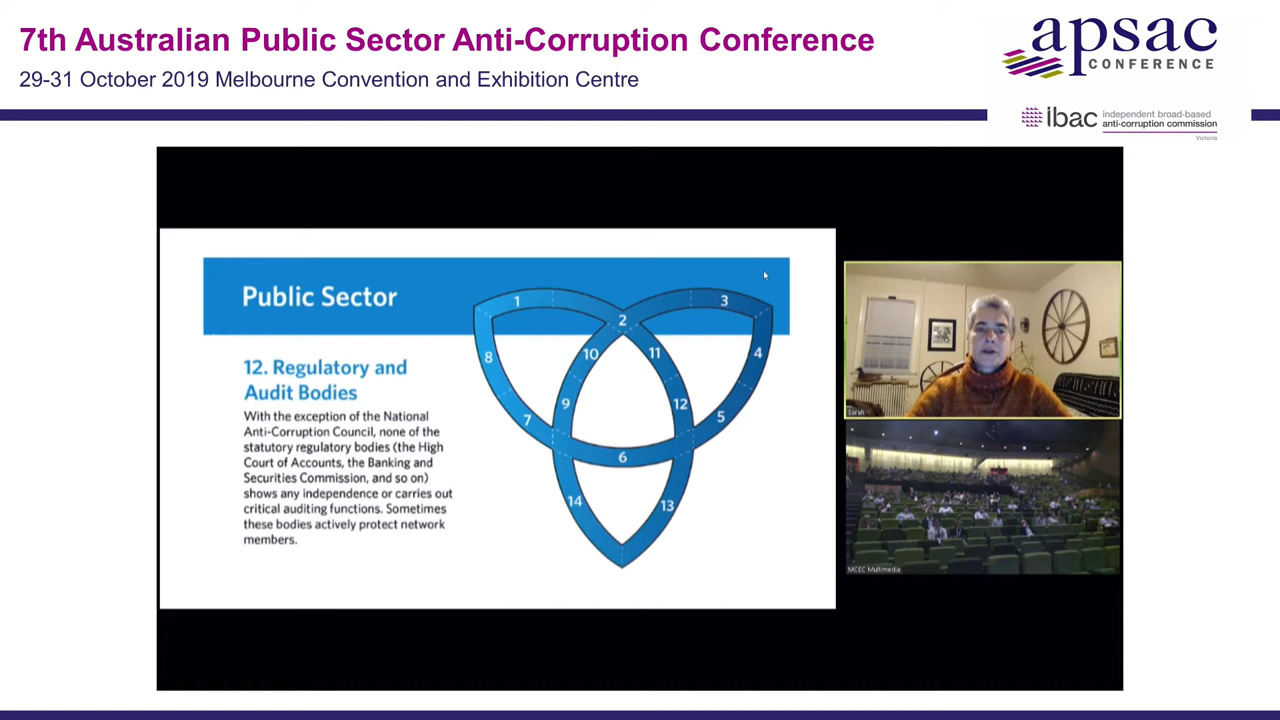 7th Australian Public Sector Anti-Corruption Conference
29-31 October 2019 Melbourne Convention and Exhibition Centre
apsac
CONFERENCE
ibac
independent broad-based
anti-corruption commission
Victoria
Public Sector
12. Regulatory and
Audit Bodies
With the exception of the National
Anti-Corruption Council, none of the
statutory regulatory bodies (the High
Court of Accounts, the Banking and
Securities Commission, and so on)
shows any independence or carries out
critical auditing functions. Sometimes
these bodies actively protect network
members.
1
2
3
4
5
6
7
8
9
10
11
12
13
14
Sarah
MCEC Multimedia